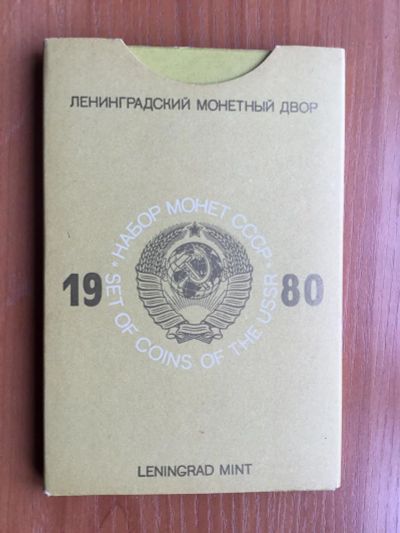 ЛЕНИНГРАДСКИЙ МОНЕТНЫЙ ДВОР
* НАБОР МОНЕТ СССР *
19 80
SET OF COINS OF THE USSR
LENINGRAD MINT